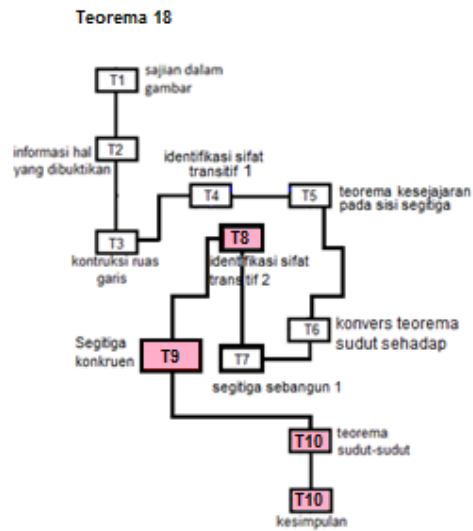 Teorema 18
T1
sajian dalam
gambar
informasi hal
yang dibuktikan
T2
identifikasi sifat
transitif 1
T3
kontruksi ruas
garis
T4
T5
teorema kesejajaran
pada sisi segitiga
T8
identifikasi sifat
transitif 2
T6
konvers teorema
sudut sehadap
Segitiga
konkruen
T9
T7
segitiga sebangun 1
T10
teorema
sudut-sudut
T10
kesimpulan